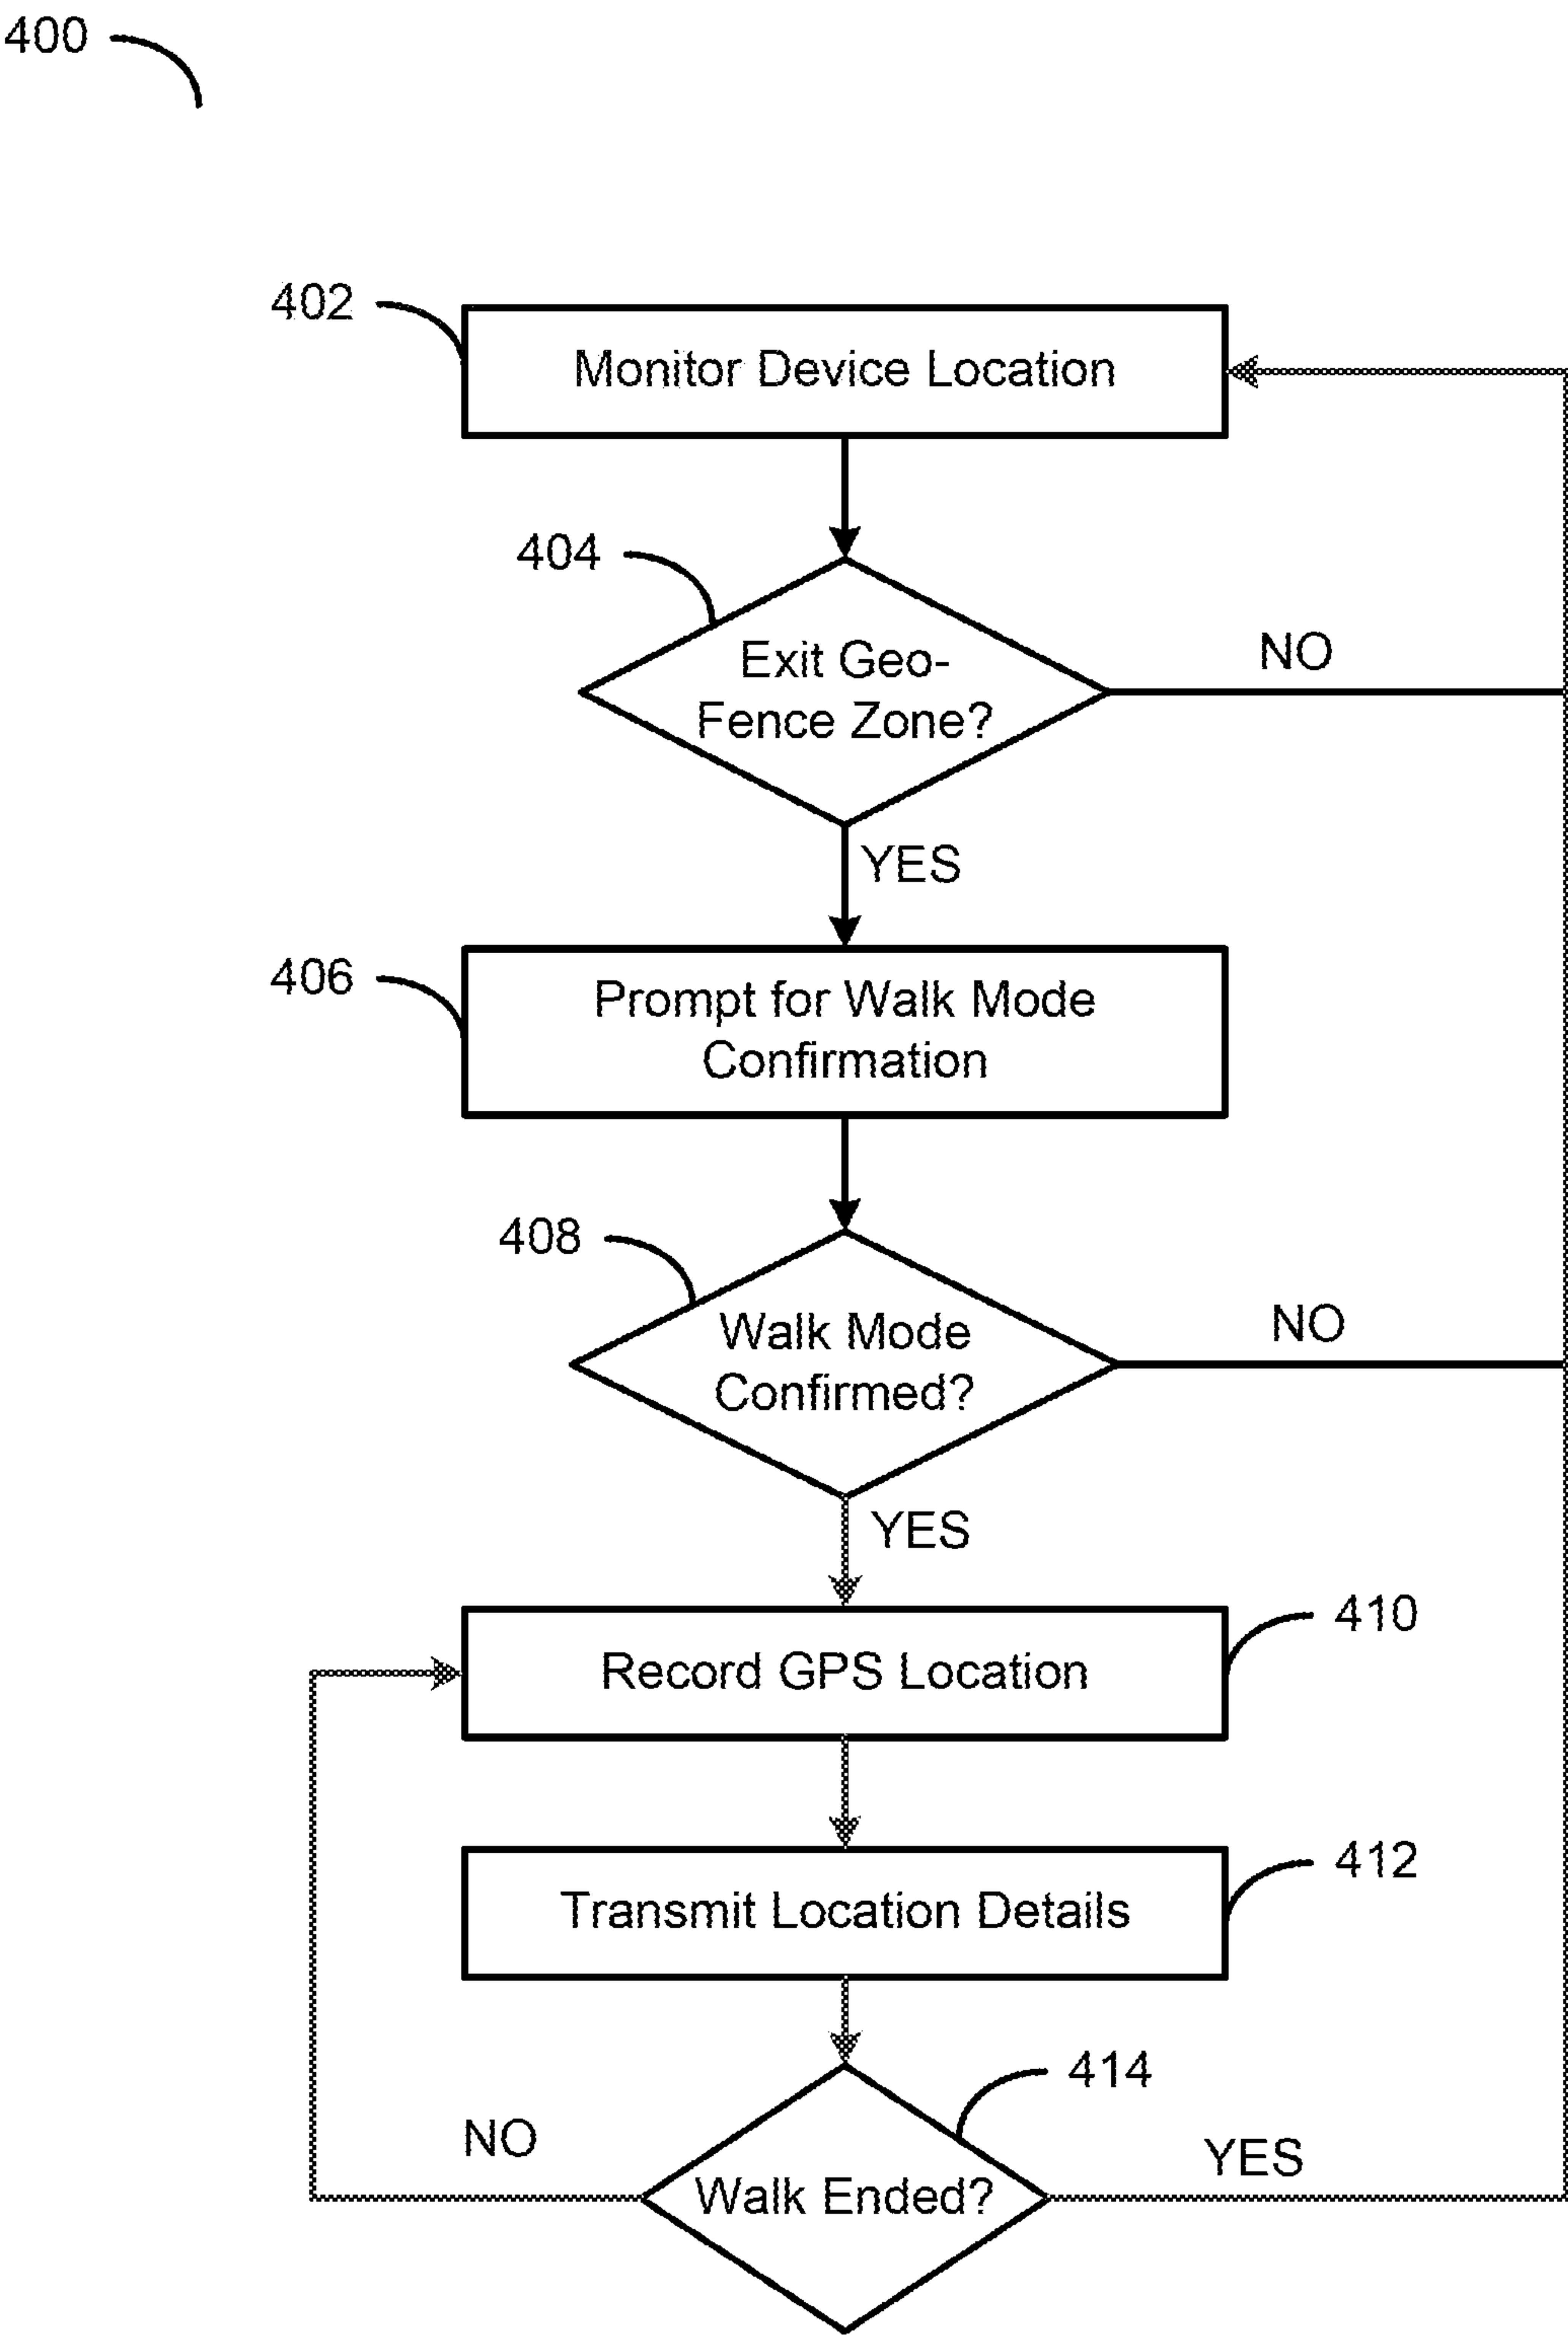 400
402
Monitor Device Location
404
Exit Geo-
Fence Zone?
NO
YES
406
Prompt for Walk Mode
Confirmation
408
Walk Mode
Confirmed?
NO
YES
410
Record GPS Location
412
Transmit Location Details
414
NO
Walk Ended?
YES